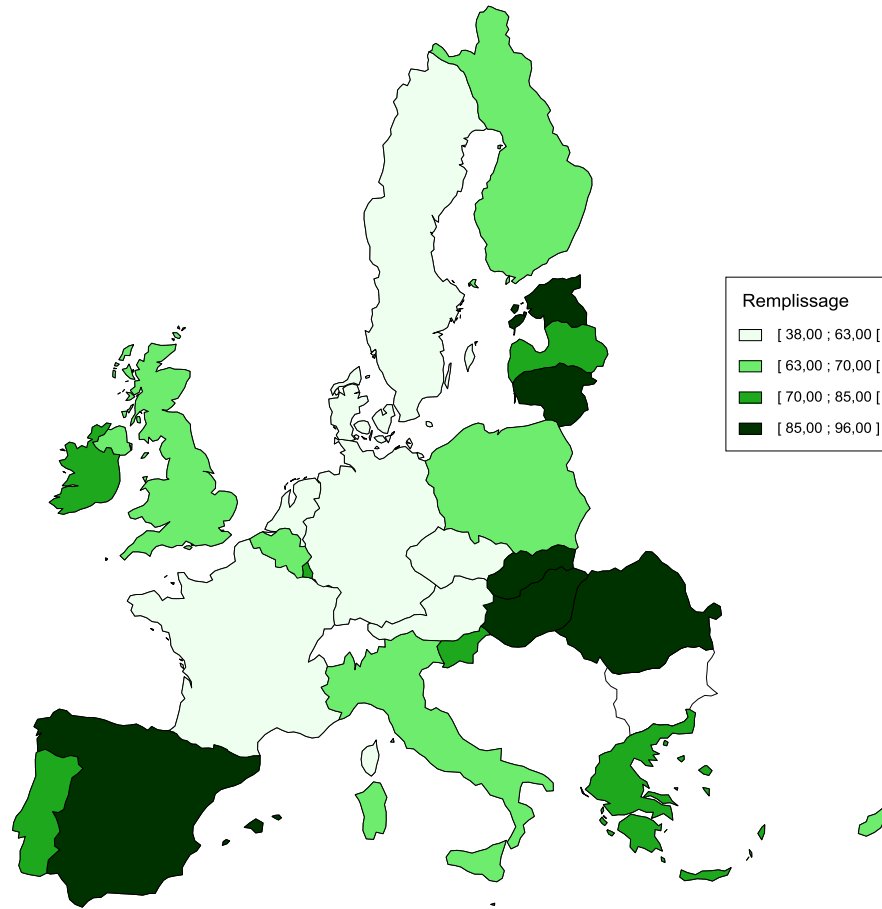 Remplissage
[ 38,00 ; 63,00 [
[ 63,00 ; 70,00 [
[ 70,00 ; 85,00 [
[ 85,00 ; 96,00 ]